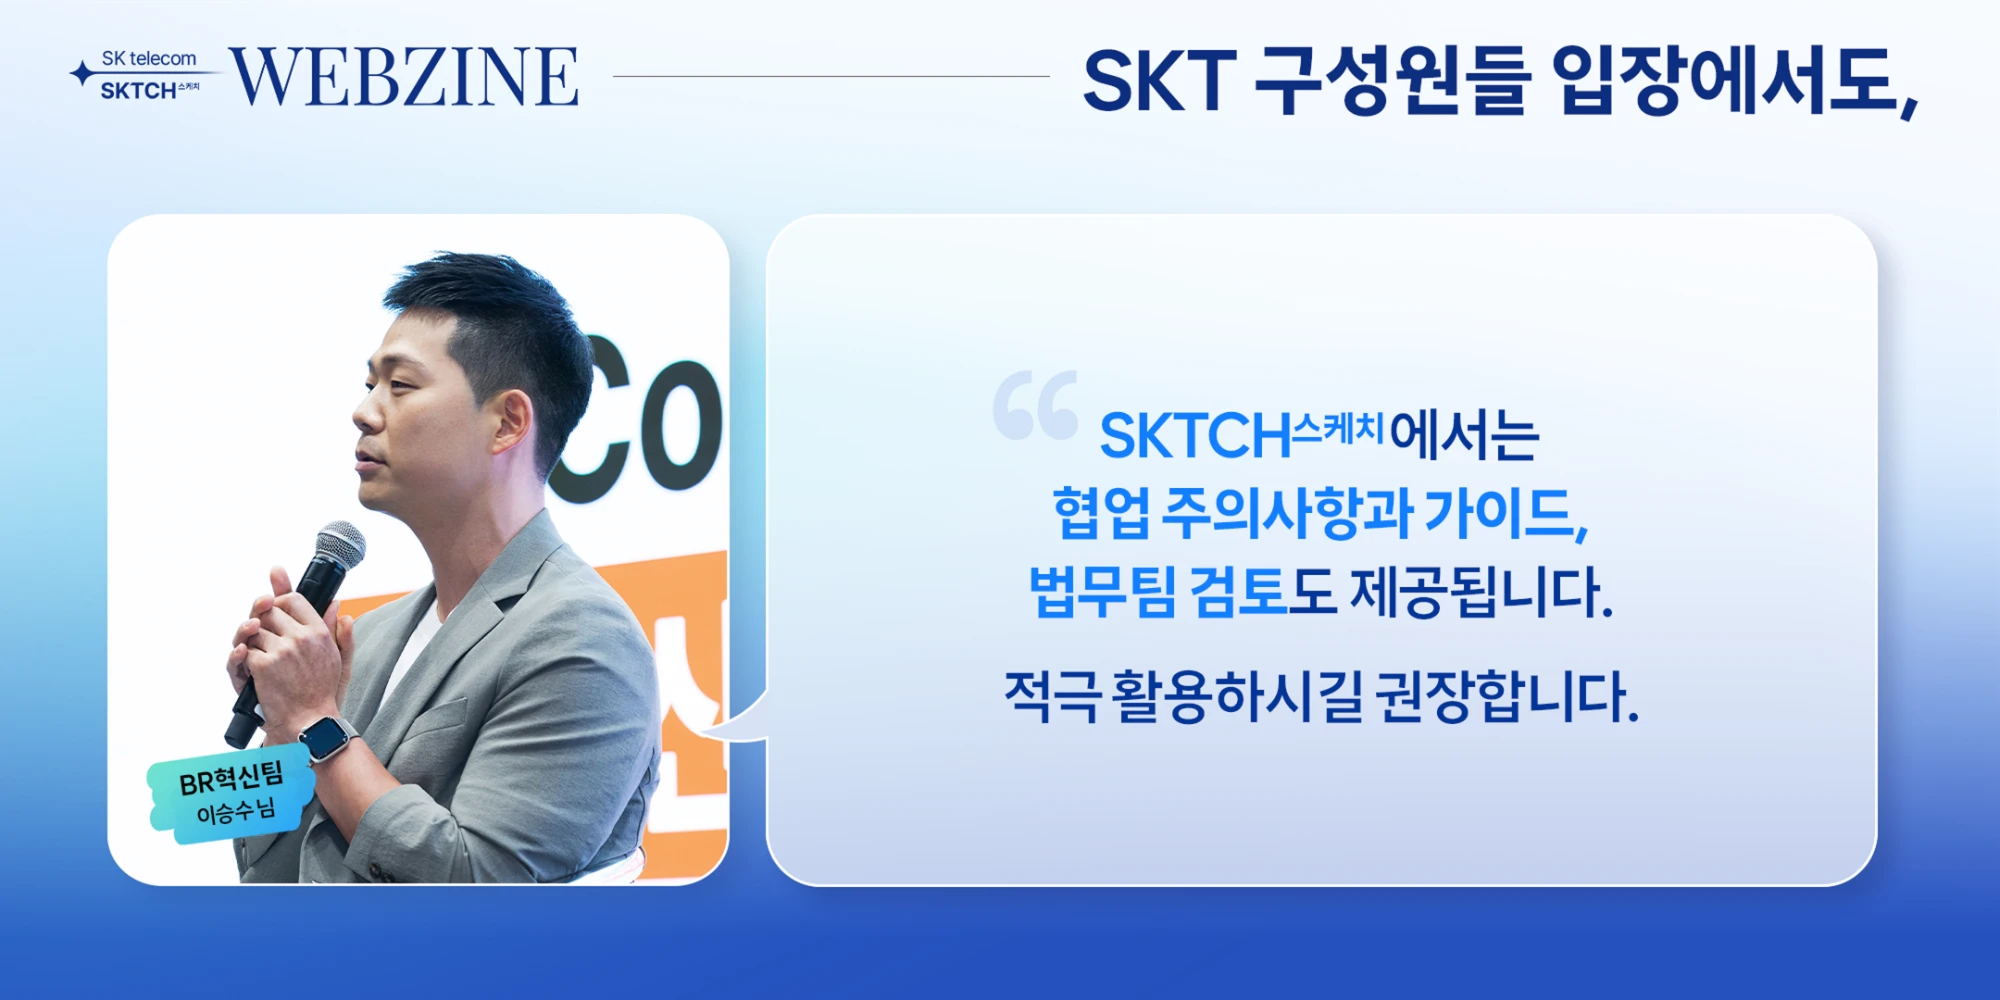 SK telecom
SKTCH스케치
WEBZINE
SKT 구성원들 입장에서도,
Co
신
BR혁신팀
이승수 님
“
SKTCH스케치에서는
협업 주의사항과 가이드,
법무팀 검토도 제공됩니다.
적극 활용하시길 권장합니다.